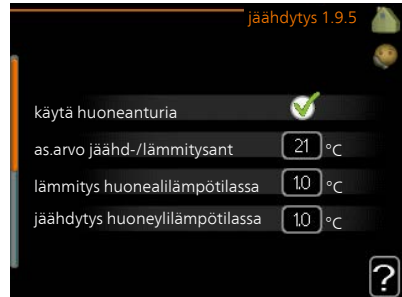 jäähdytys 1.9.5
käytä huoneanturia
as.arvo jäähd-/lämmitysant 21 °C
lämmitys huonealilämpötilassa 1.0 °C
jäähdytys huoneylilämpötilassa 1.0 °C
?